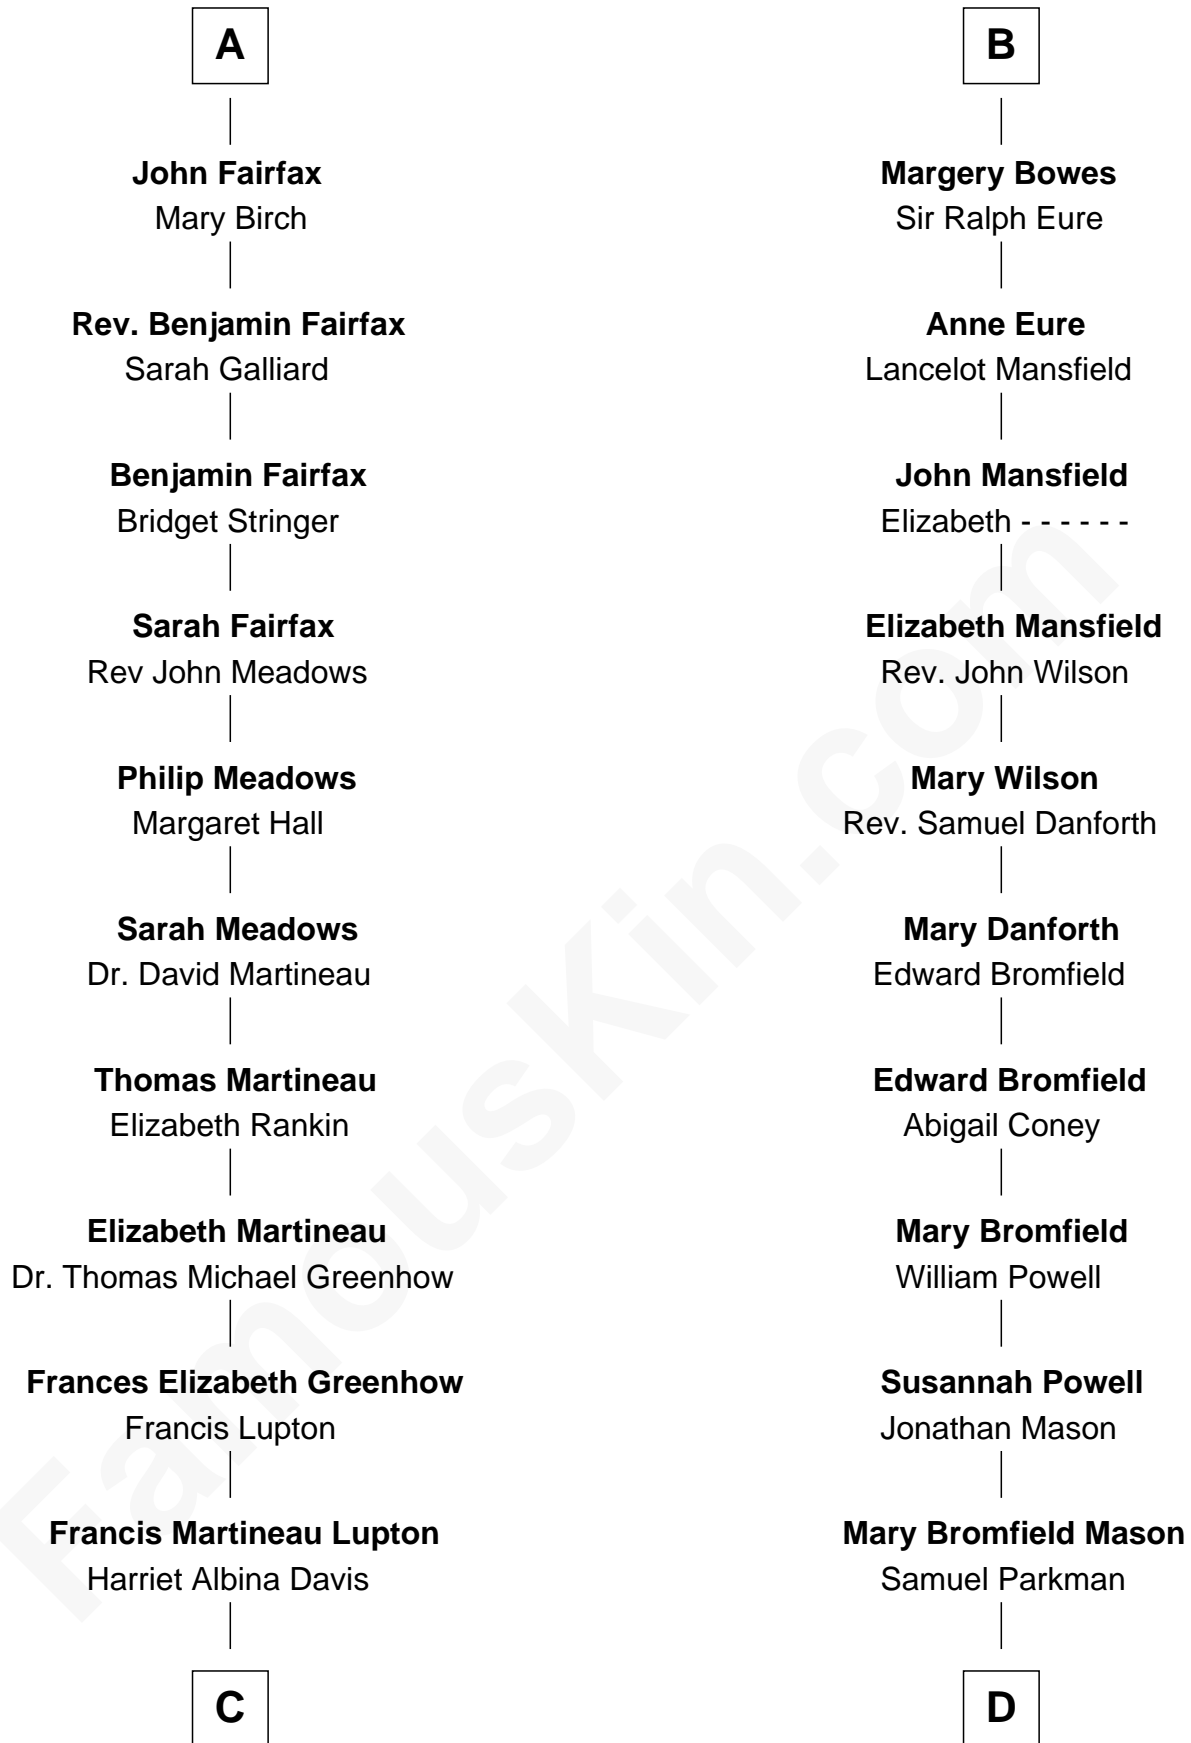 A
John Fairfax
Mary Birch
Rev. Benjamin Fairfax
Sarah Galliard
Benjamin Fairfax
Bridget Stringer
Sarah Fairfax
Rev John Meadows
Philip Meadows
Margaret Hall
Sarah Meadows
Dr. David Martineau
Thomas Martineau
Elizabeth Rankin
Elizabeth Martineau
Dr. Thomas Michael Greenhow
Frances Elizabeth Greenhow
Francis Lupton
Francis Martineau Lupton
Harriet Albina Davis
C
B
Margery Bowes
Sir Ralph Eure
Anne Eure
Lancelot Mansfield
John Mansfield
Elizabeth - - - - - -
Elizabeth Mansfield
Rev. John Wilson
Mary Wilson
Rev. Samuel Danforth
Mary Danforth
Edward Bromfield
Edward Bromfield
Abigail Coney
Mary Bromfield
William Powell
Susannah Powell
Jonathan Mason
Mary Bromfield Mason
Samuel Parkman
D
FamousKin.com